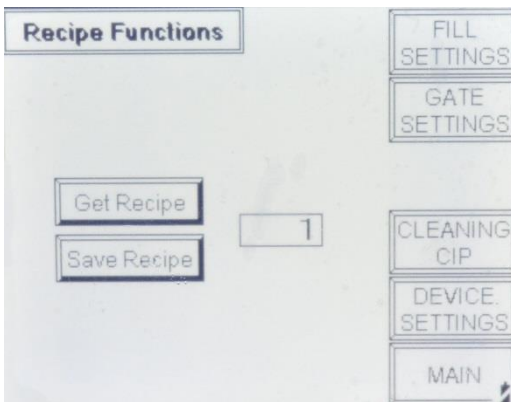 Recipe Functions
FILL
SETTINGS
GATE
SETTINGS
Get Recipe
1
Save Recipe
CLEANING
CIP
DEVICE.
SETTINGS
MAIN